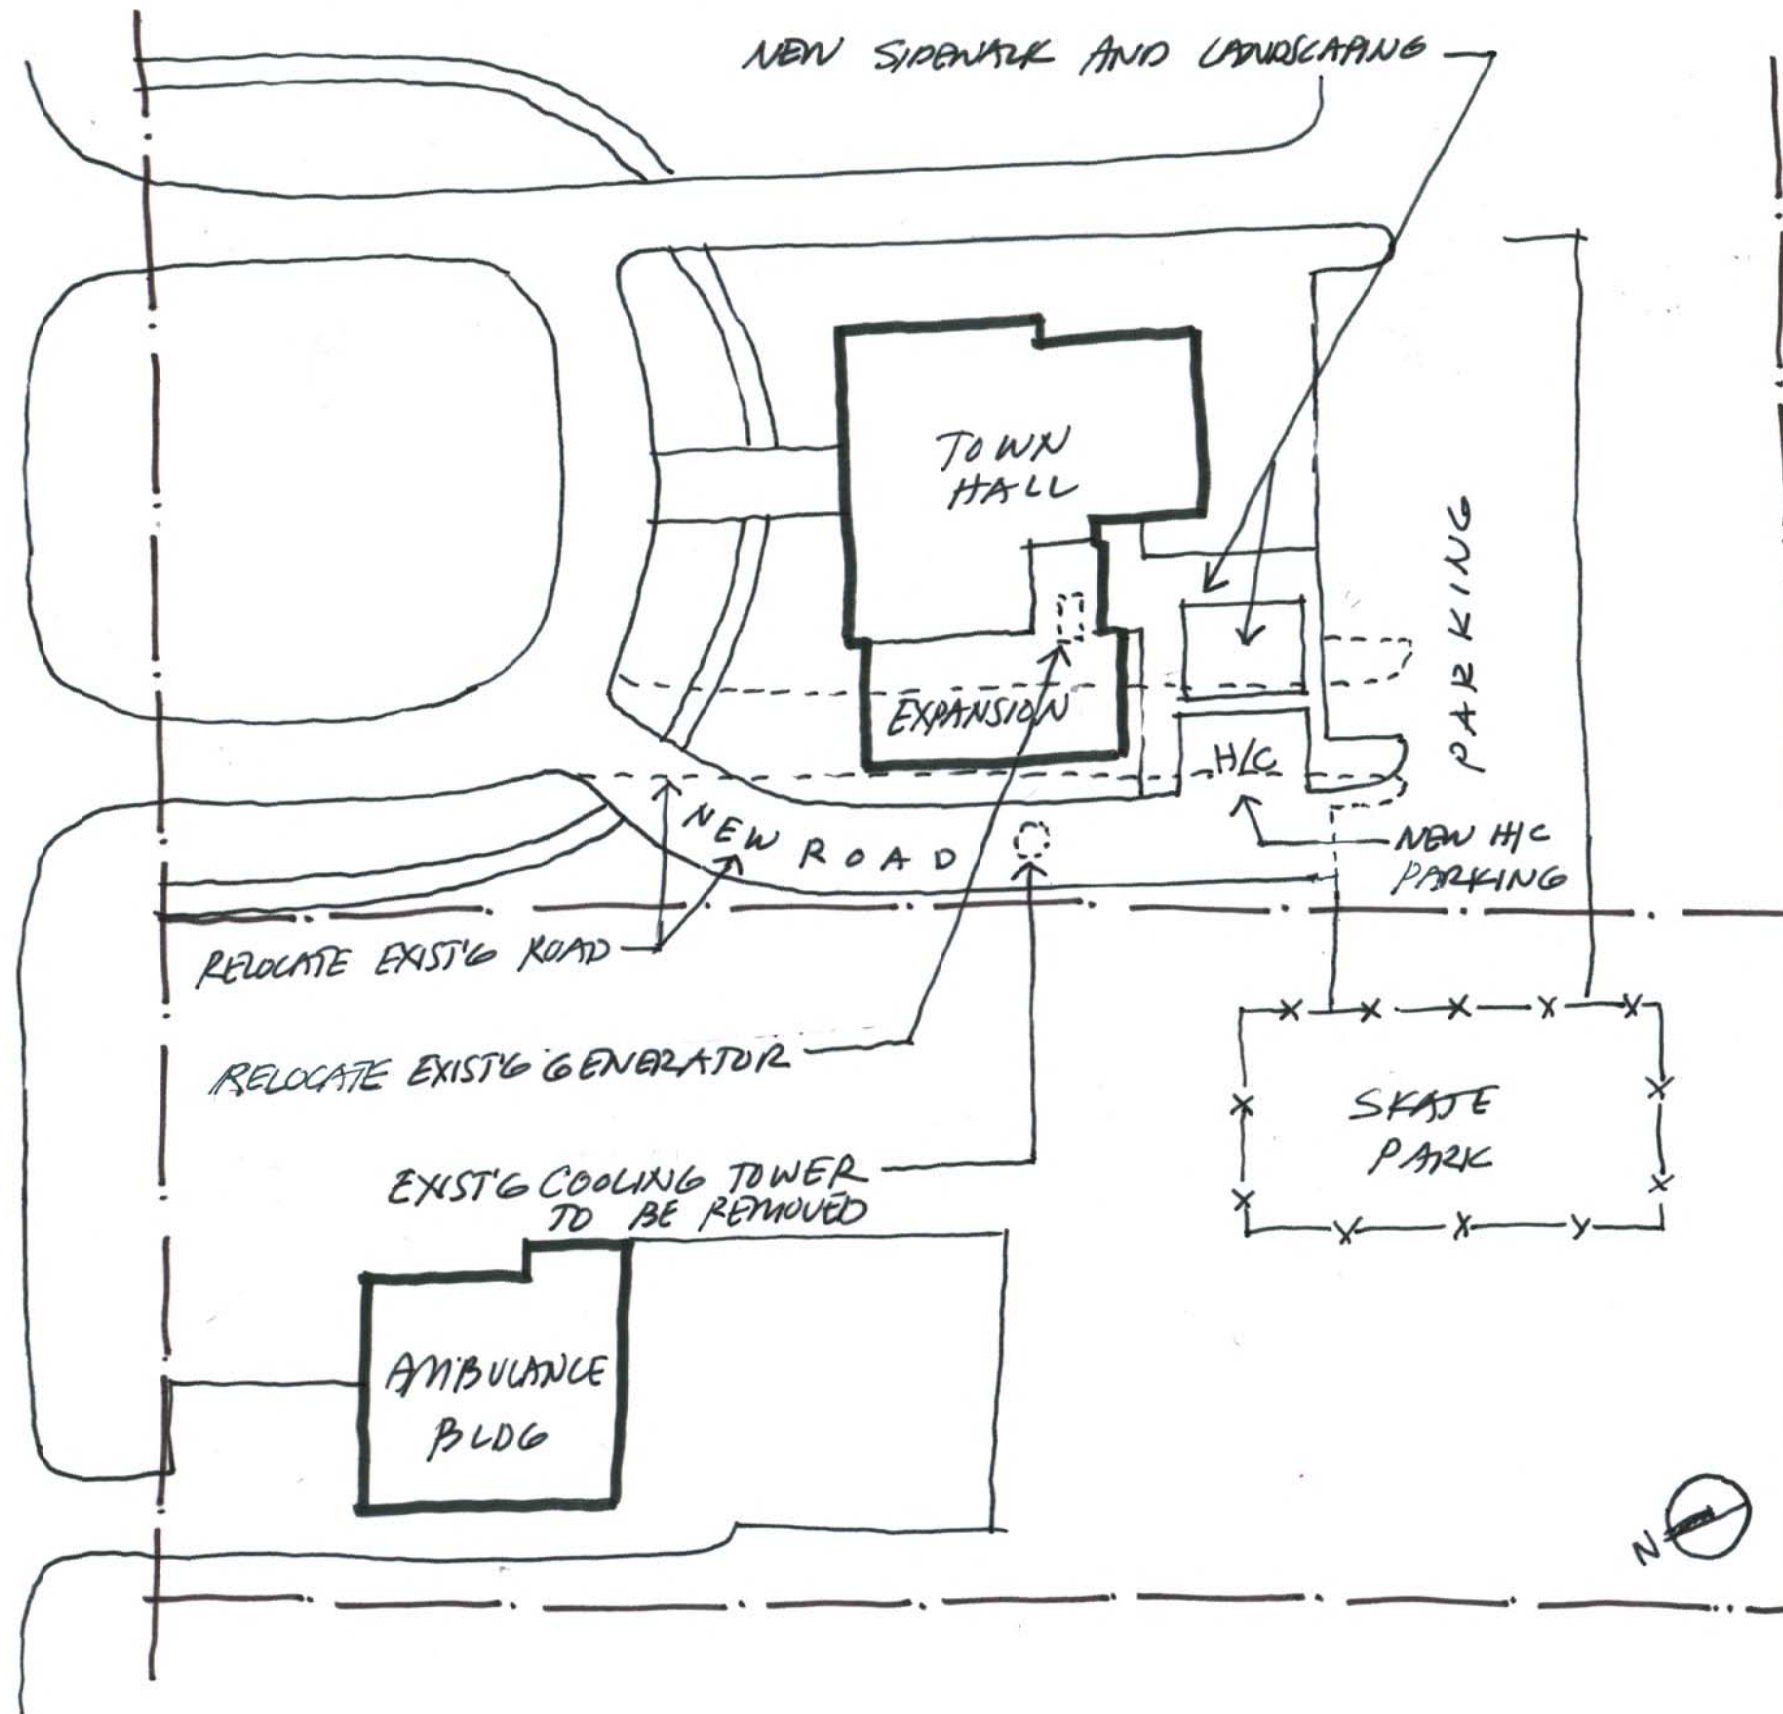 NEW SIDEWALK AND LANDSCAPING
TOWN
HALL
PARKING
EXPANSION
H/C
NEW ROAD
NEW H/C
PARKING
RELOCATE EXIST'G ROAD
RELOCATE EXIST'G GENERATOR
SKATE
PARK
EXIST'G COOLING TOWER
TO BE REMOVED
AMBULANCE
BLDG
N